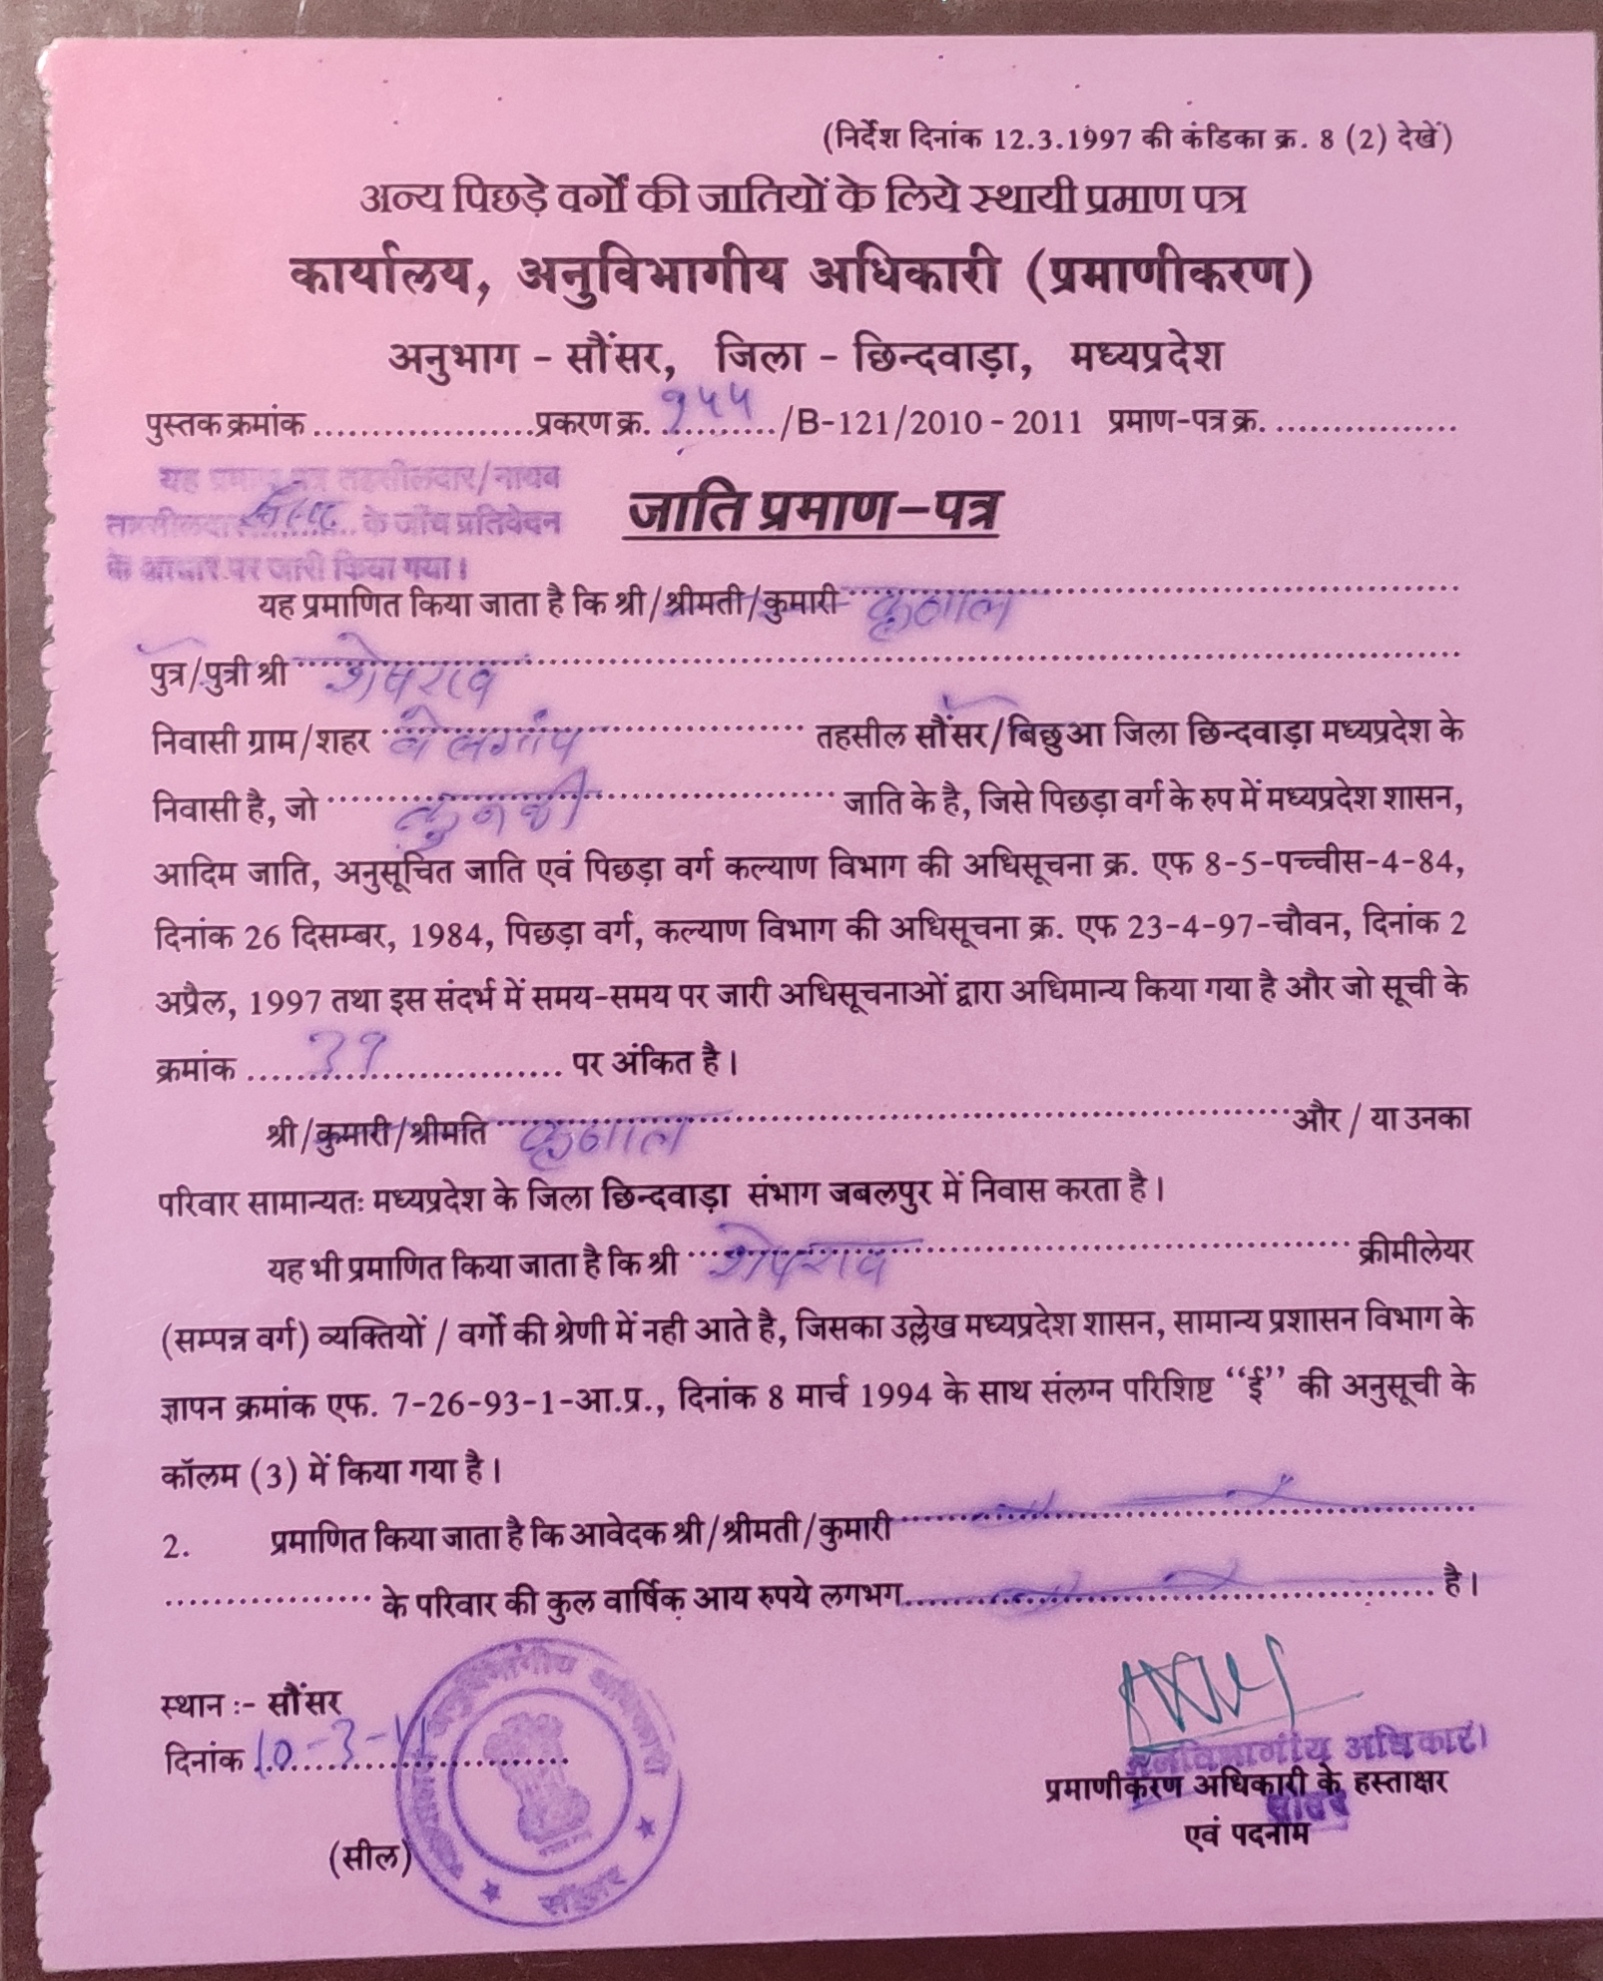 (निर्देश दिनांक 12.3.1997 की कंडिका क्र. 8 (2) देखें)
अन्य पिछड़े वर्गों की जातियों के लिये स्थायी प्रमाण पत्र
कार्यालय, अनुविभागीय अधिकारी (प्रमाणीकरण)
अनुभाग - सौंसर, जिला - छिन्दवाड़ा, मध्यप्रदेश
पुस्तक क्रमांक ................... प्रकरण क्र. १५५ /B-121/2010 - 2011 प्रमाण-पत्र क्र. ................
यह प्रमाण पत्र तहसीलदार/नायब
तहसीलदार ........ के जाँच प्रतिवेदन
के आधार पर जारी किया गया।
जाति प्रमाण-पत्र
यह प्रमाणित किया जाता है कि श्री/श्रीमती/कुमारी कृणाल
पुत्र/पुत्री श्री शेषराव
निवासी ग्राम/शहर बेलगांव तहसील सौंसर/बिछुआ जिला छिन्दवाड़ा मध्यप्रदेश के
निवासी है, जो कुनबी जाति के है, जिसे पिछड़ा वर्ग के रुप में मध्यप्रदेश शासन,
आदिम जाति, अनुसूचित जाति एवं पिछड़ा वर्ग कल्याण विभाग की अधिसूचना क्र. एफ 8-5-पच्चीस-4-84,
दिनांक 26 दिसम्बर, 1984, पिछड़ा वर्ग, कल्याण विभाग की अधिसूचना क्र. एफ 23-4-97-चौवन, दिनांक 2
अप्रैल, 1997 तथा इस संदर्भ में समय-समय पर जारी अधिसूचनाओं द्वारा अधिमान्य किया गया है और जो सूची के
क्रमांक ........ पर अंकित है।
श्री/कुमारी/श्रीमति कृणाल और / या उनका
परिवार सामान्यतः मध्यप्रदेश के जिला छिन्दवाड़ा संभाग जबलपुर में निवास करता है।
यह भी प्रमाणित किया जाता है कि श्री शेषराव क्रीमीलेयर
(सम्पन्न वर्ग) व्यक्तियों / वर्गो की श्रेणी में नही आते है, जिसका उल्लेख मध्यप्रदेश शासन, सामान्य प्रशासन विभाग के
ज्ञापन क्रमांक एफ. 7-26-93-1-आ.प्र., दिनांक 8 मार्च 1994 के साथ संलग्न परिशिष्ट “ई” की अनुसूची के
कॉलम (3) में किया गया है।
2. प्रमाणित किया जाता है कि आवेदक श्री/श्रीमती/कुमारी ................
................ के परिवार की कुल वार्षिक आय रुपये लगभग................ है।
स्थान :- सौंसर
दिनांक 10-3-11
(सील)
अनुविभागीय अधिकारी
सौंसर
अनुविभागीय अधिकारी
प्रमाणीकरण अधिकारी के हस्ताक्षर
सौंसर
एवं पदनाम